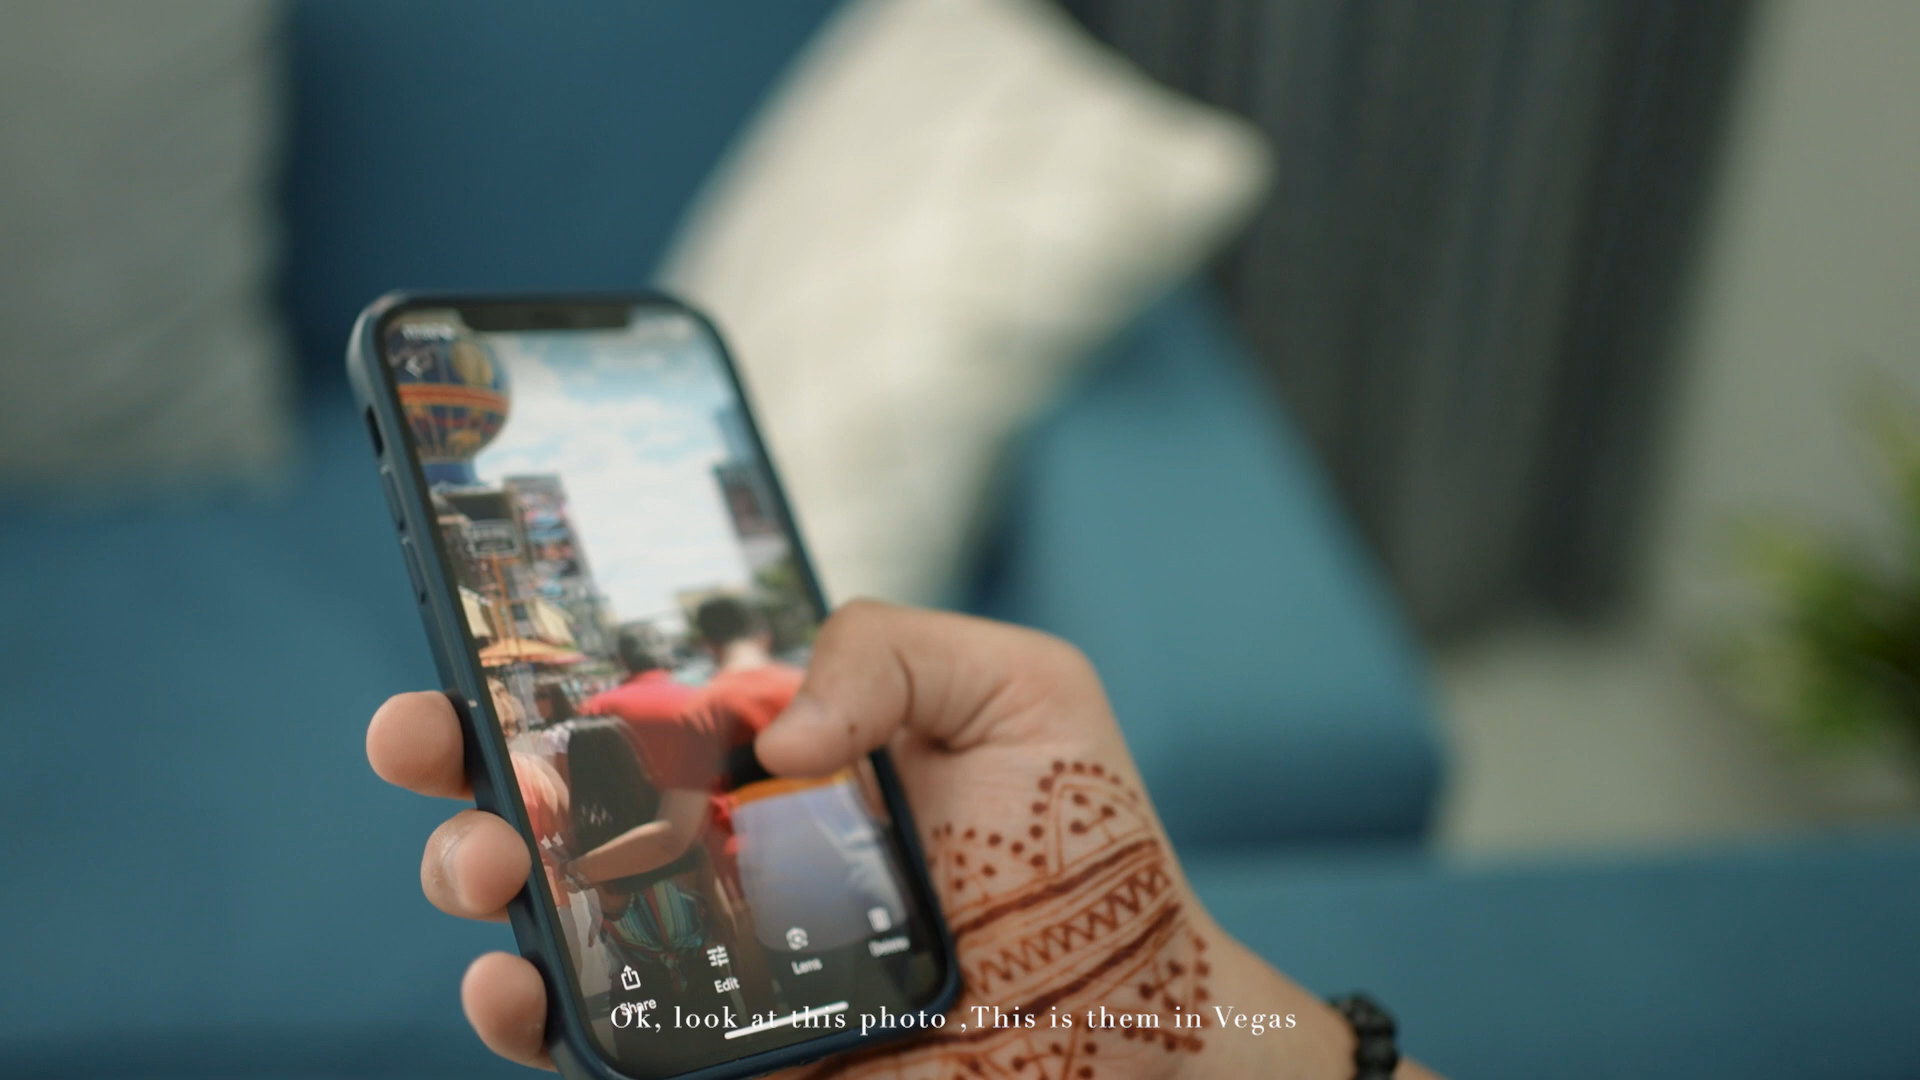 Share
Edit
Lens
Delete
Ok, look at this photo ,This is them in Vegas